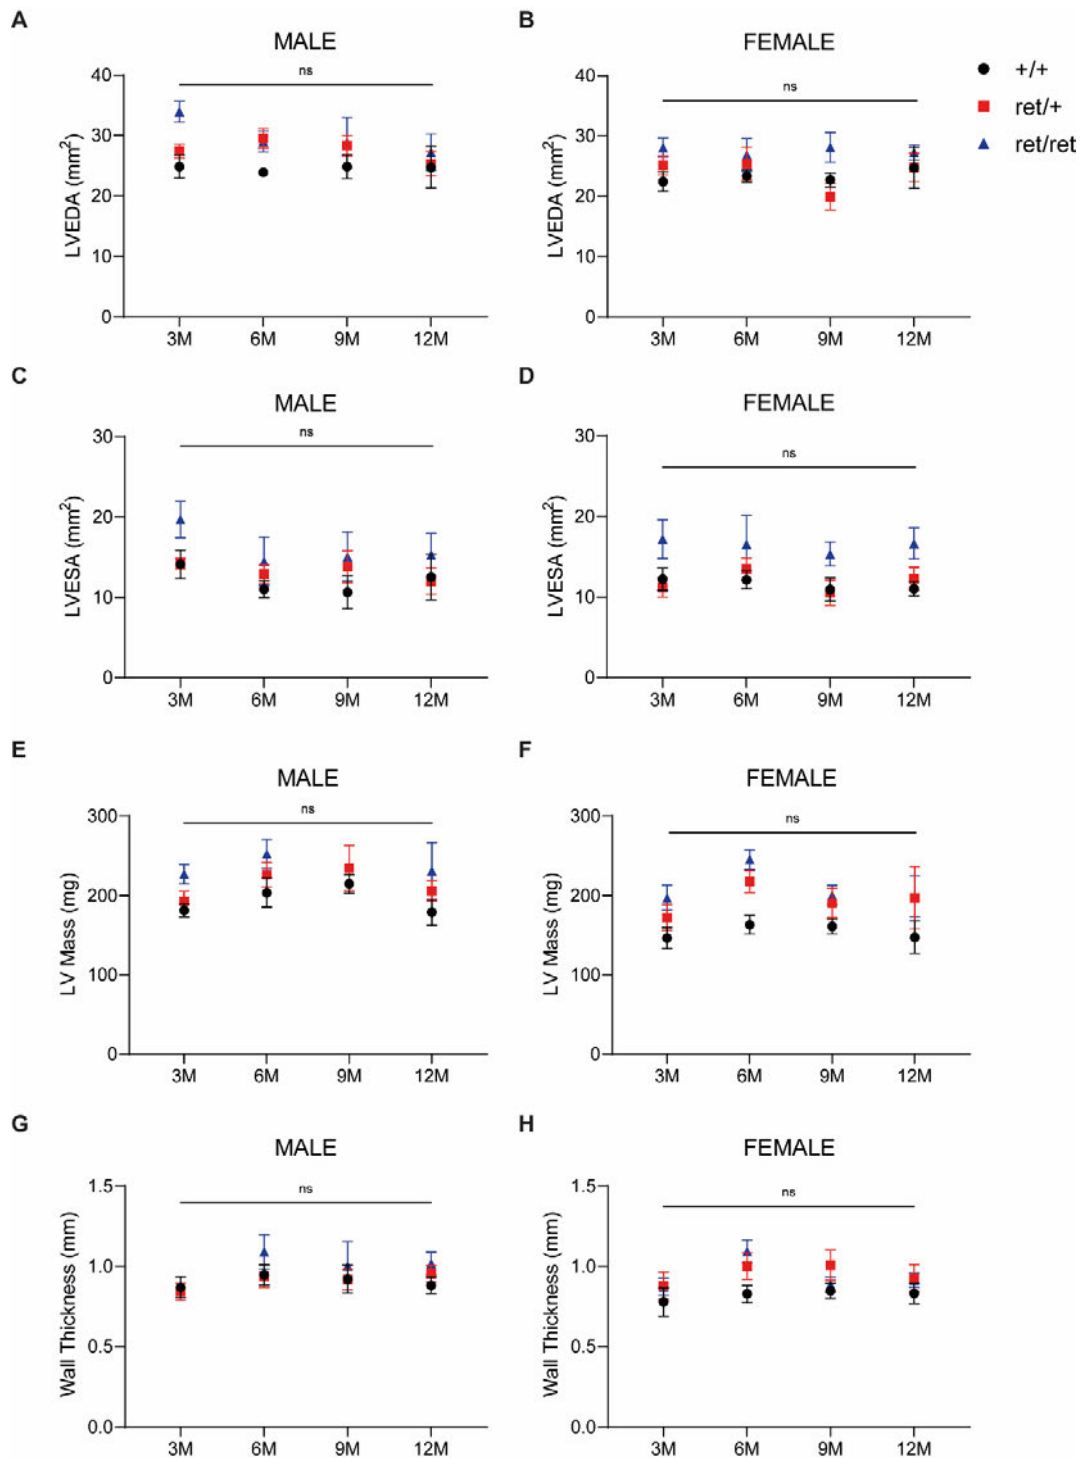 A
MALE
ns
40
30
20
10
0
LVEDA (mm²)
3M 6M 9M 12M
B
FEMALE
ns
40
30
20
10
0
LVEDA (mm²)
3M 6M 9M 12M
+/+
ret/+
ret/ret
C
MALE
ns
30
20
10
0
LVESA (mm²)
3M 6M 9M 12M
D
FEMALE
ns
30
20
10
0
LVESA (mm²)
3M 6M 9M 12M
E
MALE
ns
300
200
100
0
LV Mass (mg)
3M 6M 9M 12M
F
FEMALE
ns
300
200
100
0
LV Mass (mg)
3M 6M 9M 12M
G
MALE
ns
1.5
1.0
0.5
0.0
Wall Thickness (mm)
3M 6M 9M 12M
H
FEMALE
ns
1.5
1.0
0.5
0.0
Wall Thickness (mm)
3M 6M 9M 12M